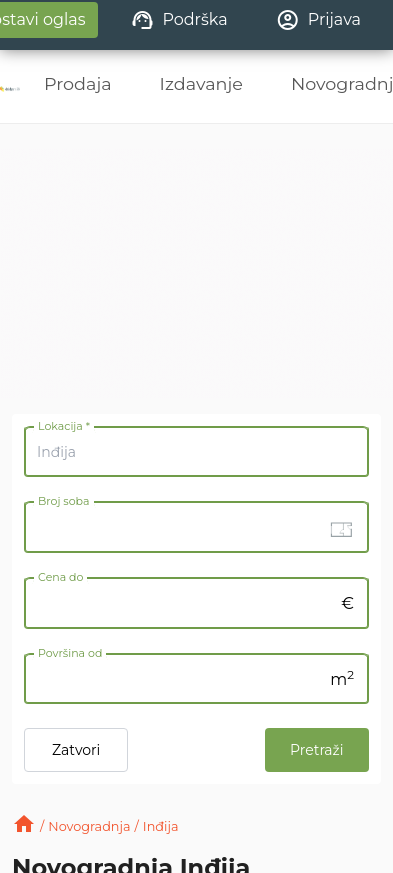 ostavi oglas Podrška Prijava
Prodaja Izdavanje Novogradnj
Lokacija *
Inđija
Broj soba
Cena do
€
Površina od
m²
Zatvori Pretraži
/ Novogradnja / Inđija
Novogradnja Inđija